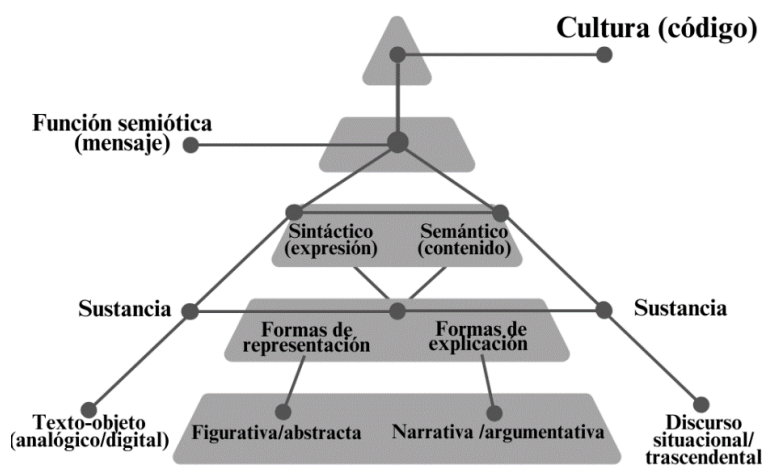 Cultura (código)
Función semiótica
(mensaje)
Sintáctico
(expresión)
Semántico
(contenido)
Sustancia
Sustancia
Formas de
representación
Formas de
explicación
Texto-objeto
(analógico/digital)
Figurativa/abstracta
Narrativa /argumentativa
Discurso
situacional/
trascendental